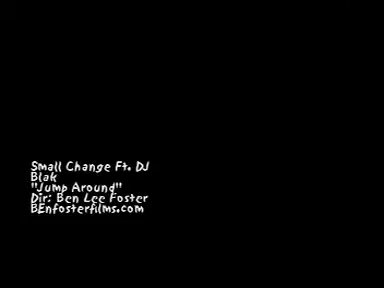 Small Change Ft. DJ
Blak
"Jump Around"
Dir: Ben Lee Foster
BEnfosterfilms.com